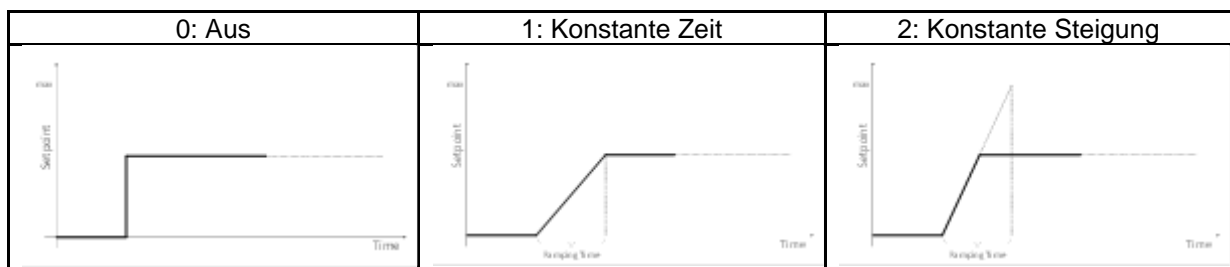 0: Aus
1: Konstante Zeit
2: Konstante Steigung
max
Setpoint
Time
max
Setpoint
Ramping Time
Time
max
Setpoint
Ramping Time
Time